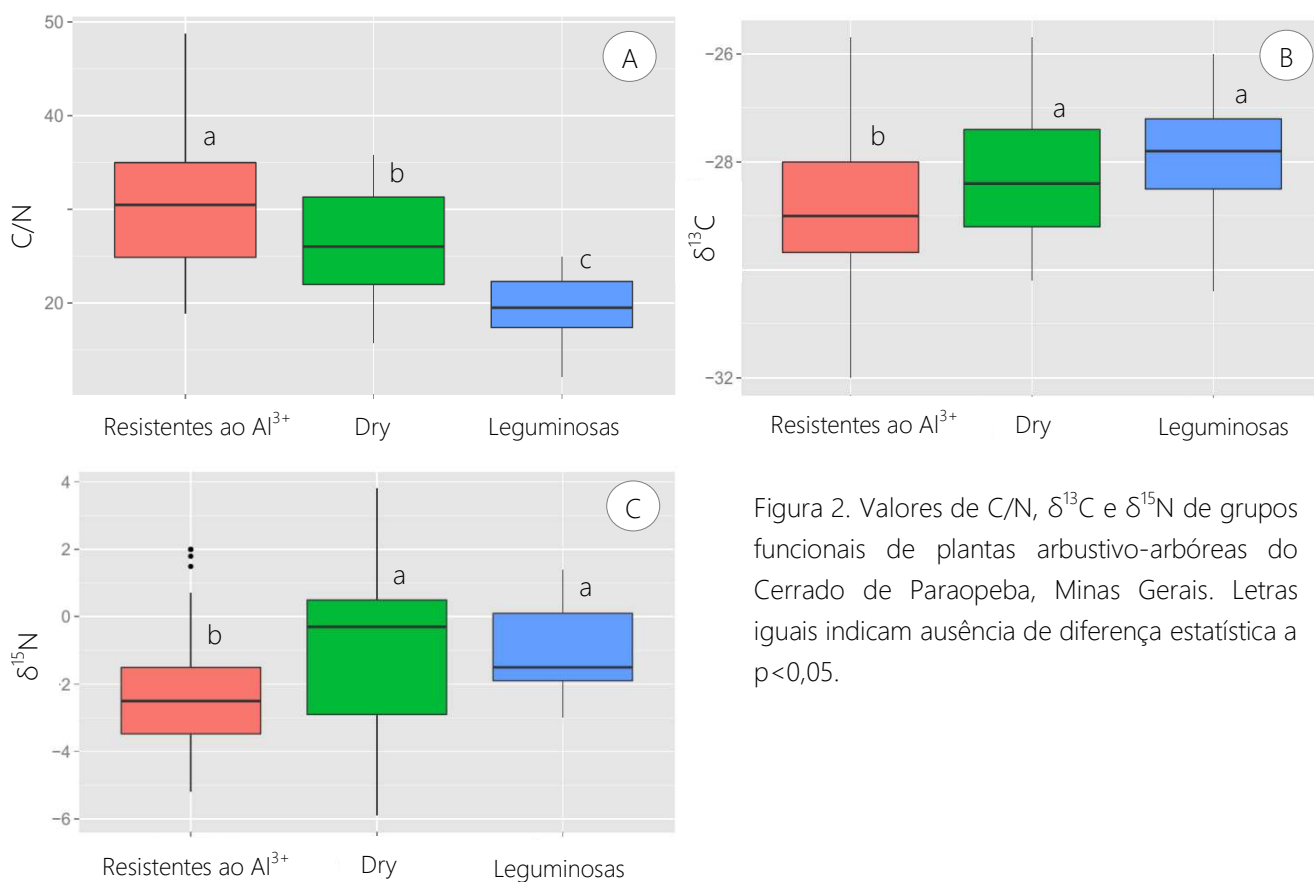 50
40
20
C/N
A
a
b
c
Resistentes ao Al³⁺ Dry Leguminosas
−26
−28
−32
δ¹³C
B
b
a
a
Resistentes ao Al³⁺ Dry Leguminosas
4
2
0
-2
−4
−6
δ¹⁵N
C
b
a
a
Resistentes ao Al³⁺ Dry Leguminosas
Figura 2. Valores de C/N, δ¹³C e δ¹⁵N de grupos
funcionais de plantas arbustivo-arbóreas do
Cerrado de Paraopeba, Minas Gerais. Letras
iguais indicam ausência de diferença estatística a
p<0,05.